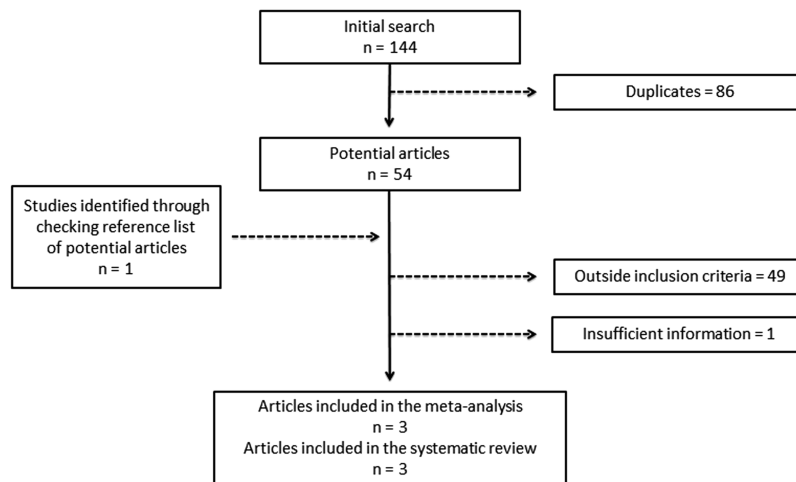 Initial search
n = 144
Duplicates = 86
Potential articles
n = 54
Studies identified through
checking reference list
of potential articles
n = 1
Outside inclusion criteria = 49
Insufficient information = 1
Articles included in the meta-analysis
n = 3
Articles included in the systematic review
n = 3